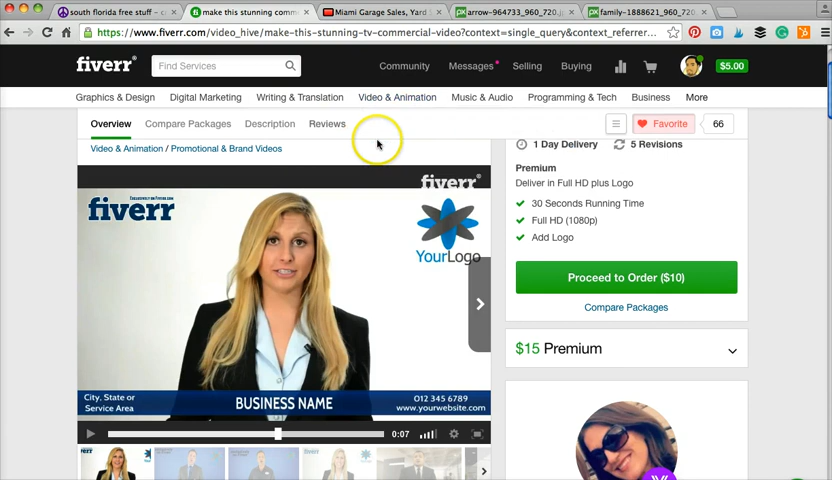 south florida free stuff - c
make this stunning comm
Miami Garage Sales, Yard S
arrow-964733_960_720.j
family-1888621_960_720
https://www.fiverr.com/video_hive/make-this-stunning-tv-commercial-video?context=single_query&context_referrer...
fiverr
Find Services
Community
Messages
Selling
Buying
$5.00
Graphics & Design
Digital Marketing
Writing & Translation
Video & Animation
Music & Audio
Programming & Tech
Business
More
Overview
Compare Packages
Description
Reviews
Favorite
66
Video & Animation / Promotional & Brand Videos
fiverr
fiverr
YourLogo
City, State or
Service Area
BUSINESS NAME
012 345 6789
www.yourwebsite.com
0:07
1 Day Delivery
5 Revisions
Premium
Deliver in Full HD plus Logo
30 Seconds Running Time
Full HD (1080p)
Add Logo
Proceed to Order ($10)
Compare Packages
$15 Premium